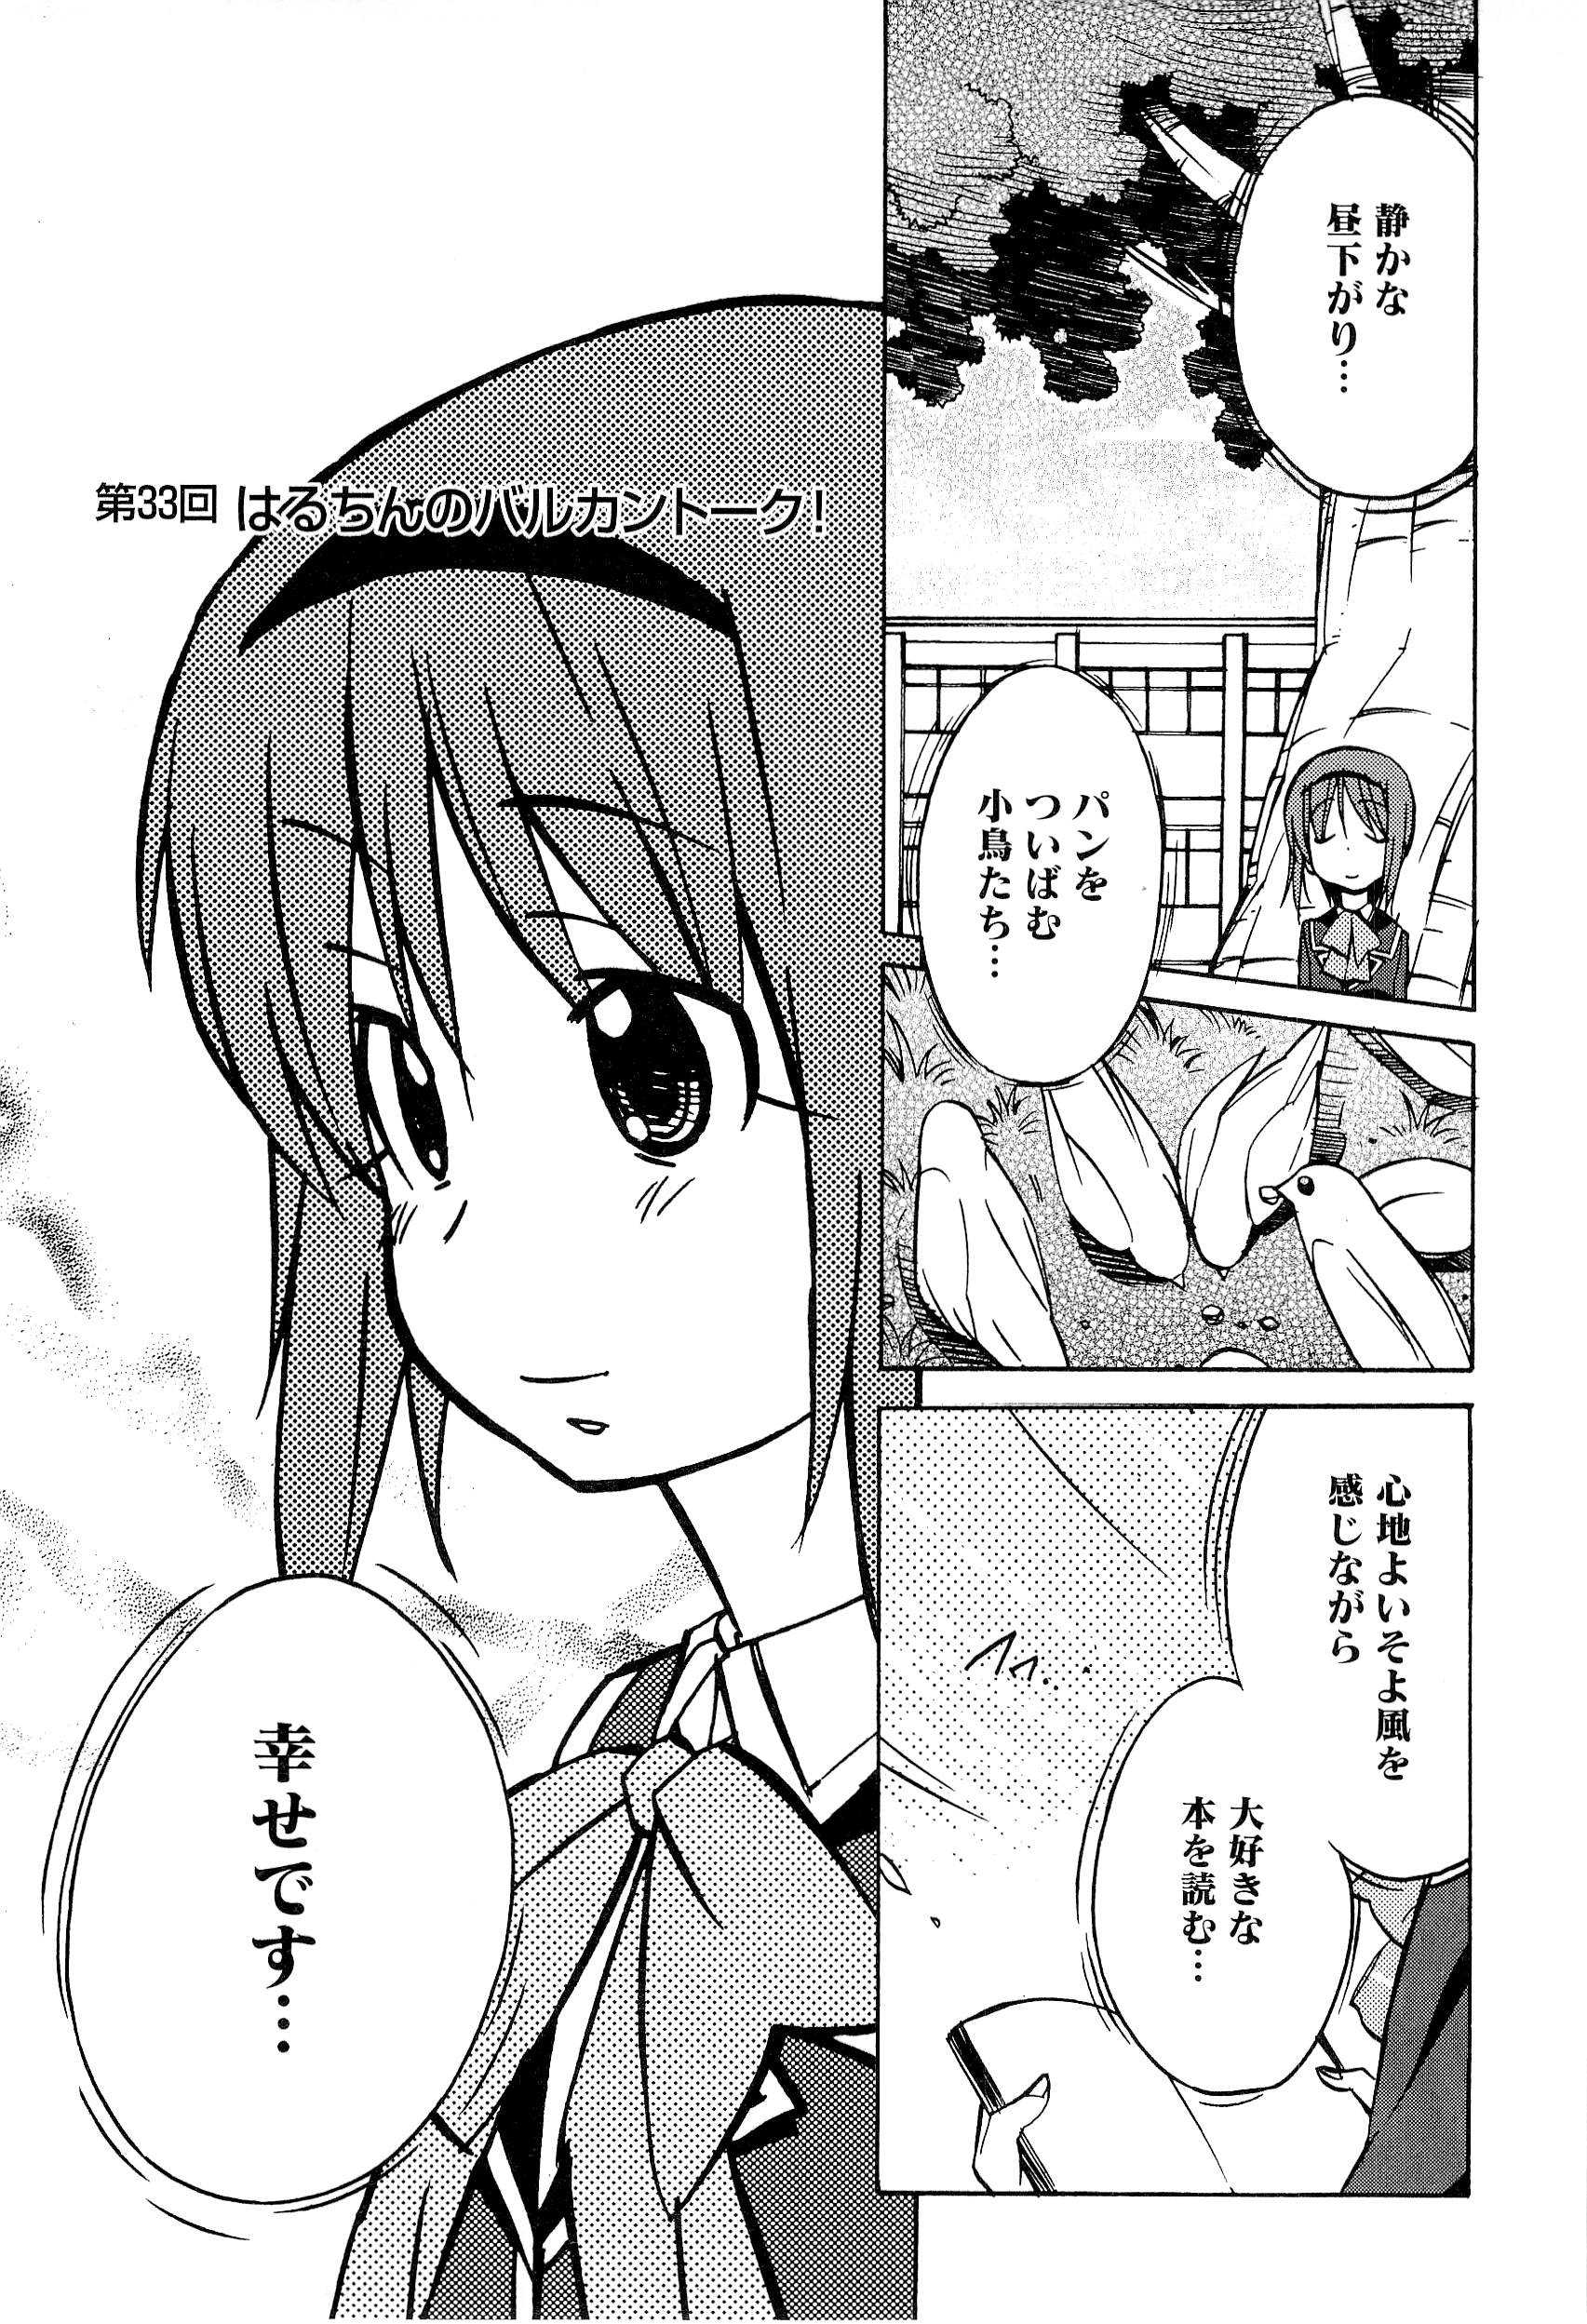 静かな
昼下がり…
パンを
ついばむ
小鳥たち…
心地よいそよ風を
感じながら
大好きな
本を読む…
第33回 はるちんのバルカントーク!
幸せです…